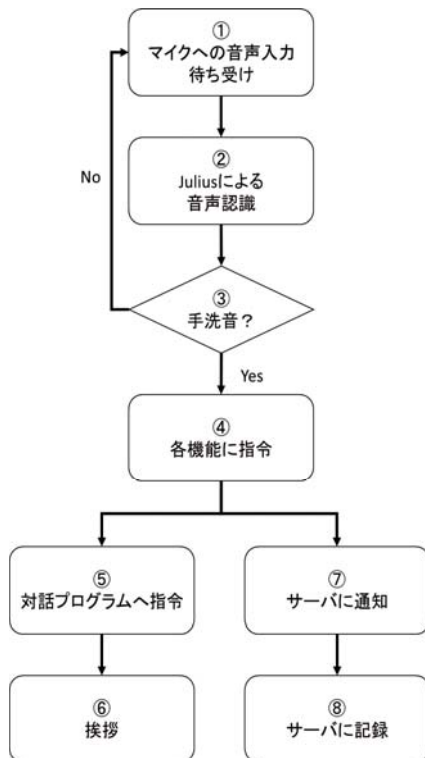 ①
マイクへの音声入力
待ち受け
②
Juliusによる
音声認識
No
③
手洗音？
Yes
④
各機能に指令
⑤
対話プログラムへ指令
⑦
サーバに通知
⑥
挨拶
⑧
サーバに記録